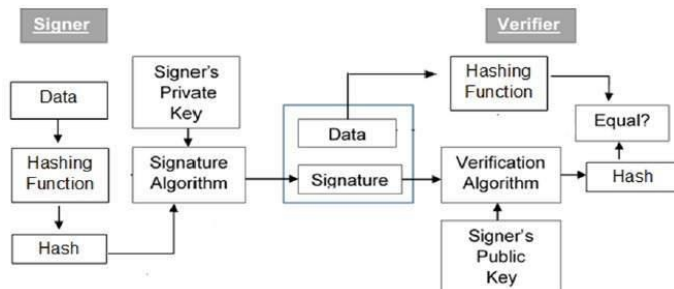 Signer
Verifier
Data
Hashing
Function
Hash
Signer's
Private
Key
Signature
Algorithm
Data
Signature
Hashing
Function
Verification
Algorithm
Signer's
Public
Key
Equal?
Hash